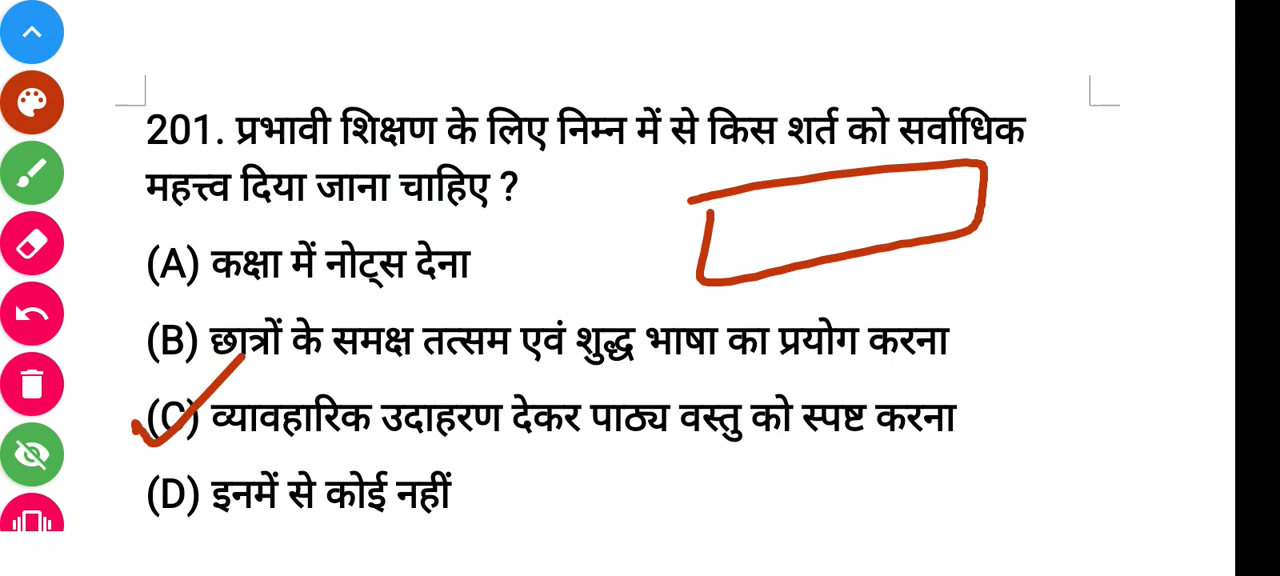 201. प्रभावी शिक्षण के लिए निम्न में से किस शर्त को सर्वाधिक
महत्त्व दिया जाना चाहिए ?
(A) कक्षा में नोट्स देना
(B) छात्रों के समक्ष तत्सम एवं शुद्ध भाषा का प्रयोग करना
(C) व्यावहारिक उदाहरण देकर पाठ्य वस्तु को स्पष्ट करना
(D) इनमें से कोई नहीं